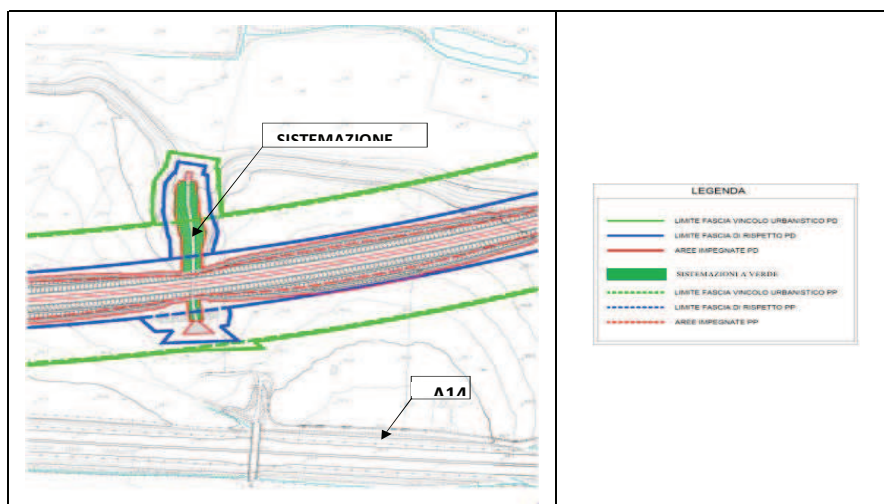 SISTEMAZIONE
A14
LEGENDA
LIMITE FASCIA VINCOLO URBANISTICO PD
LIMITE FASCIA DI RISPETTO PD
AREE IMPEGNATE PD
SISTEMAZIONI A VERDE
LIMITE FASCIA VINCOLO URBANISTICO PP
LIMITE FASCIA DI RISPETTO PP
AREE IMPEGNATE PP